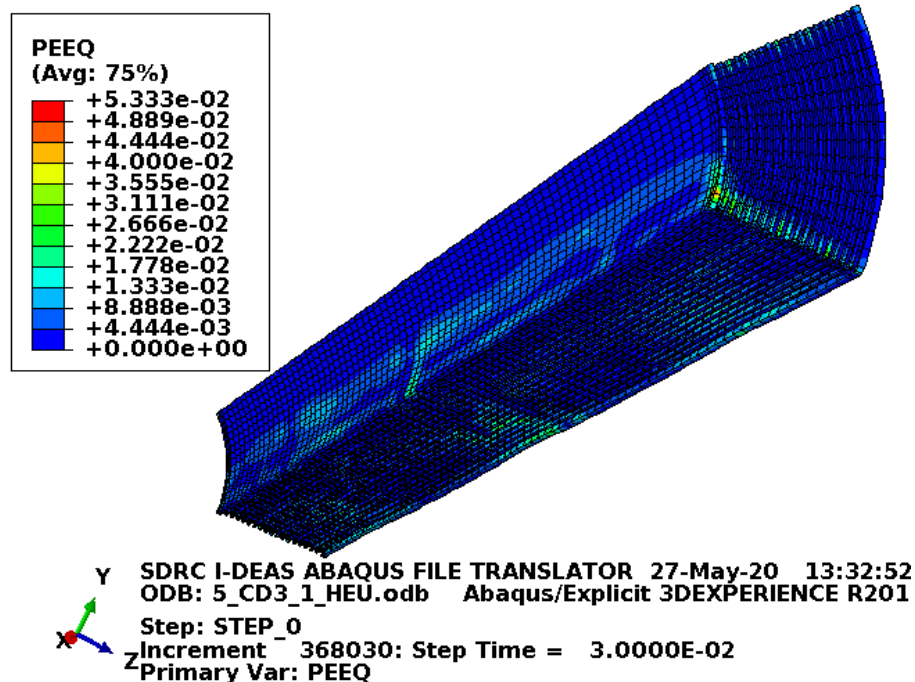 PEEQ
(Avg: 75%)
+5.333e-02
+4.889e-02
+4.444e-02
+4.000e-02
+3.555e-02
+3.111e-02
+2.666e-02
+2.222e-02
+1.778e-02
+1.333e-02
+8.888e-03
+4.444e-03
+0.000e+00
Y
X
Z
SDRC I-DEAS ABAQUS FILE TRANSLATOR 27-May-20 13:32:52
ODB: 5_CD3_1_HEU.odb Abaqus/Explicit 3DEXPERIENCE R201
Step: STEP_0
Increment 368030: Step Time = 3.0000E-02
Primary Var: PEEQ